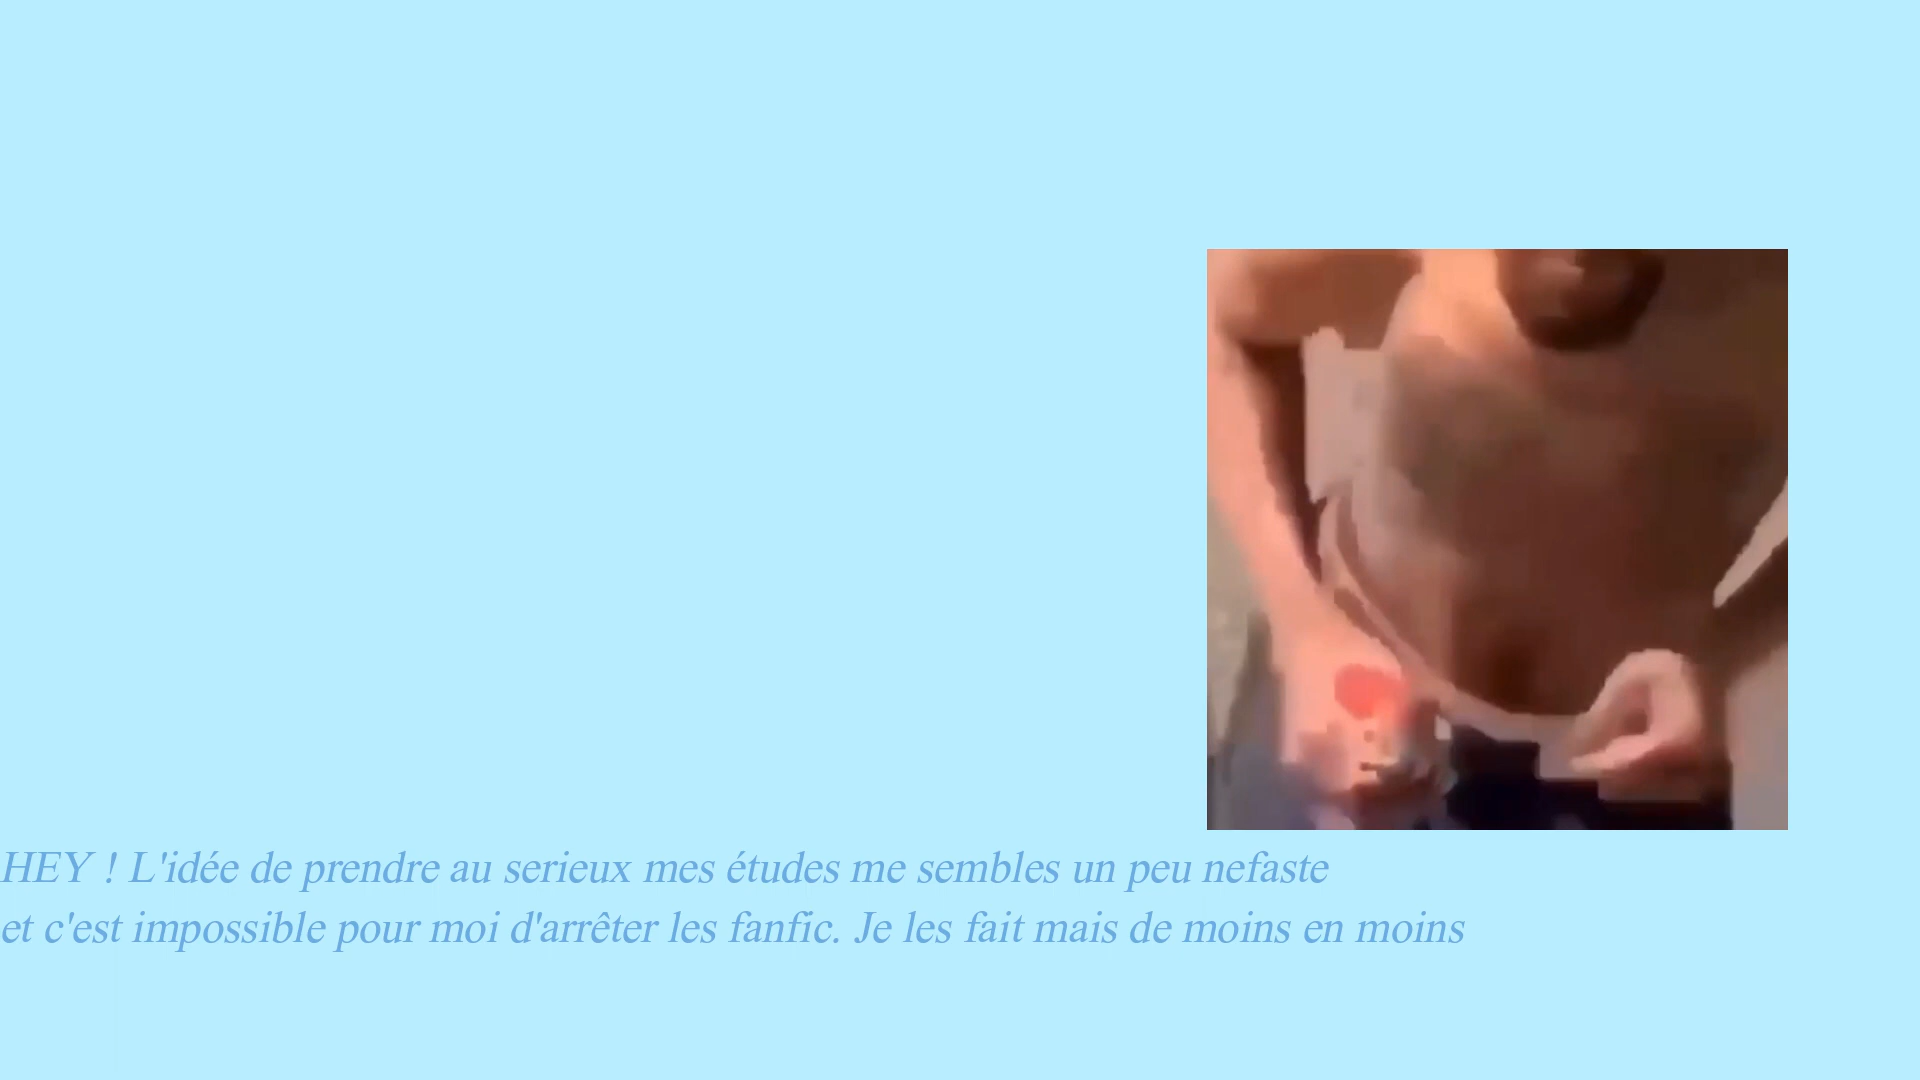 HEY ! L'idée de prendre au serieux mes études me sembles un peu nefaste
et c'est impossible pour moi d'arrêter les fanfic. Je les fait mais de moins en moins